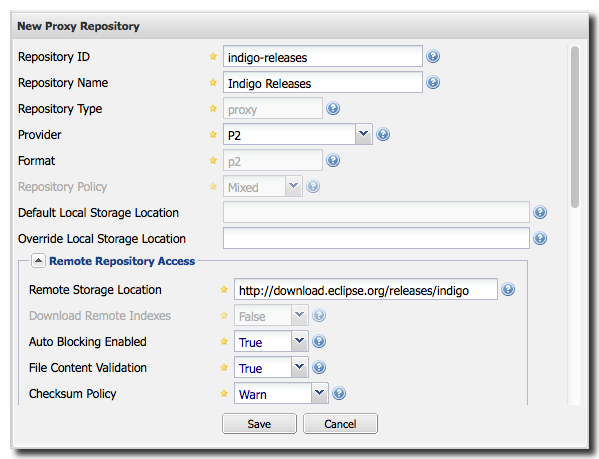 New Proxy Repository
Repository ID indigo-releases
Repository Name Indigo Releases
Repository Type proxy
Provider P2
Format p2
Repository Policy Mixed
Default Local Storage Location
Override Local Storage Location
Remote Repository Access
Remote Storage Location http://download.eclipse.org/releases/indigo
Download Remote Indexes False
Auto Blocking Enabled True
File Content Validation True
Checksum Policy Warn
Save Cancel